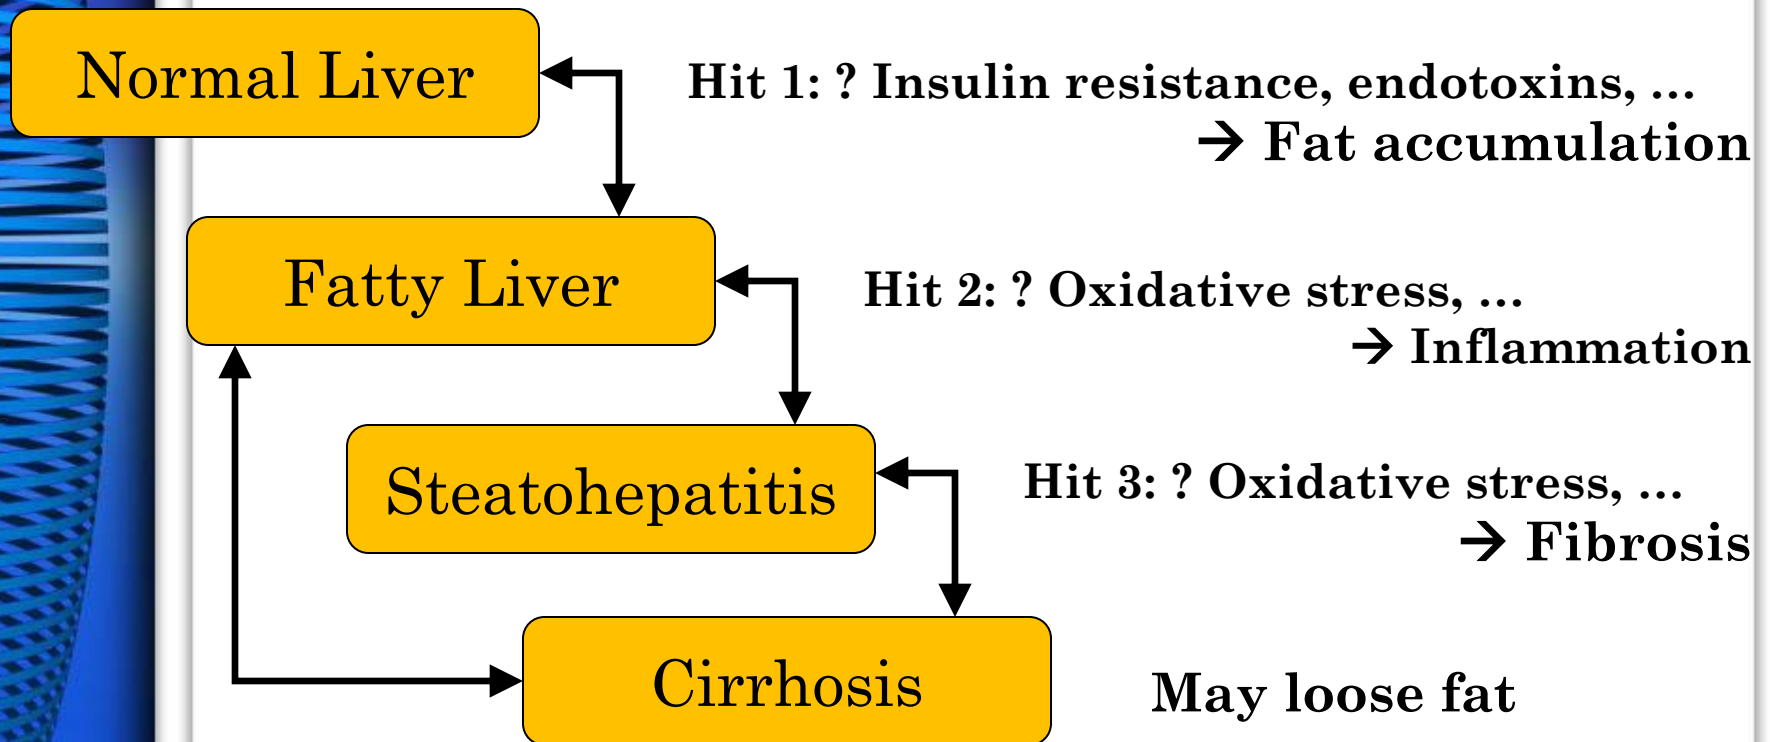 Normal Liver
Hit 1: ? Insulin resistance, endotoxins, ...
→ Fat accumulation
Fatty Liver
Hit 2: ? Oxidative stress, ...
→ Inflammation
Steatohepatitis
Hit 3: ? Oxidative stress, ...
→ Fibrosis
Cirrhosis
May loose fat